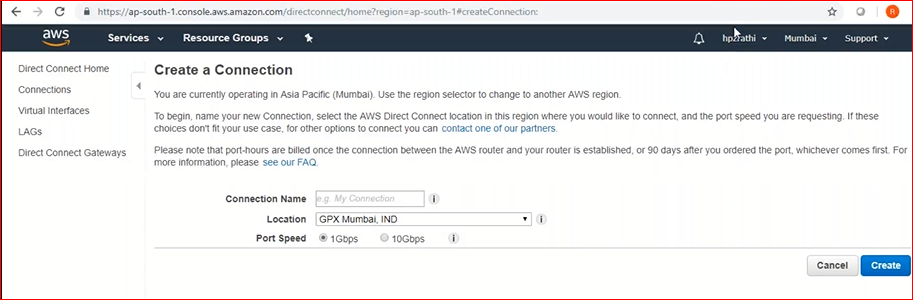 https://ap-south-1.console.aws.amazon.com/directconnect/home?region=ap-south-1#createConnection:
R
aws Services Resource Groups Mumbai Support
Direct Connect Home
Connections
Virtual Interfaces
LAGs
Direct Connect Gateways
Create a Connection
You are currently operating in Asia Pacific (Mumbai). Use the region selector to change to another AWS region.
To begin, name your new Connection, select the AWS Direct Connect location in this region where you would like to connect, and the port speed you are requesting. If these
choices don't fit your use case, for other options to connect you can contact one of our partners.
Please note that port-hours are billed once the connection between the AWS router and your router is established, or 90 days after you ordered the port, whichever comes first. For
more information, please see our FAQ.
Connection Name e.g. My Connection i
Location GPX Mumbai, IND i
Port Speed 1Gbps 10Gbps i
Cancel Create